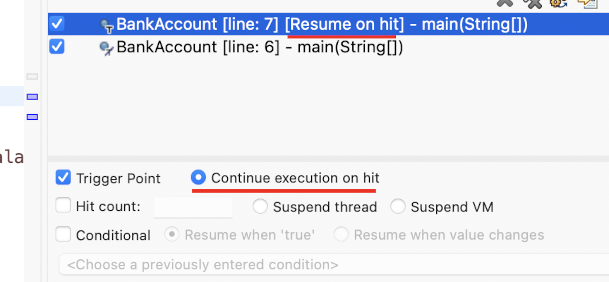 BankAccount [line: 7] [Resume on hit] - main(String[])
BankAccount [line: 6] - main(String[])
ala
Trigger Point Continue execution on hit
Hit count: Suspend thread Suspend VM
Conditional Resume when 'true' Resume when value changes
<Choose a previously entered condition>